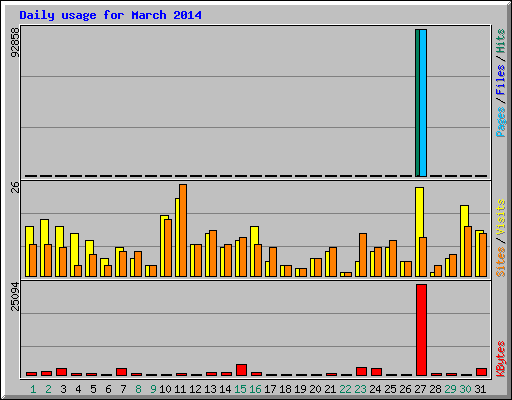 Daily usage for March 2014
92858
Pages/Files/Hits
26
Sites/Visits
25094
KBytes
1 2 3 4 5 6 7 8 9 10 11 12 13 14 15 16 17 18 19 20 21 22 23 24 25 26 27 28 29 30 31